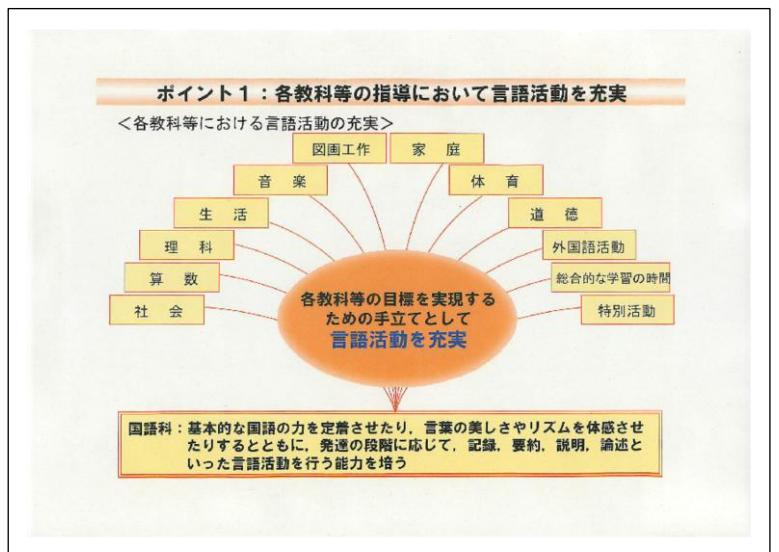 ポイント1：各教科等の指導において言語活動を充実
＜各教科等における言語活動の充実＞
図画工作
家　庭
音　楽
体　育
生　活
道　徳
理　科
外国語活動
算　数
総合的な学習の時間
社　会
特別活動
各教科等の目標を実現する
ための手立てとして
言語活動を充実
国語科：基本的な国語の力を定着させたり，言葉の美しさやリズムを体感させ
たりするとともに，発達の段階に応じて，記録，要約，説明，論述と
いった言語活動を行う能力を培う